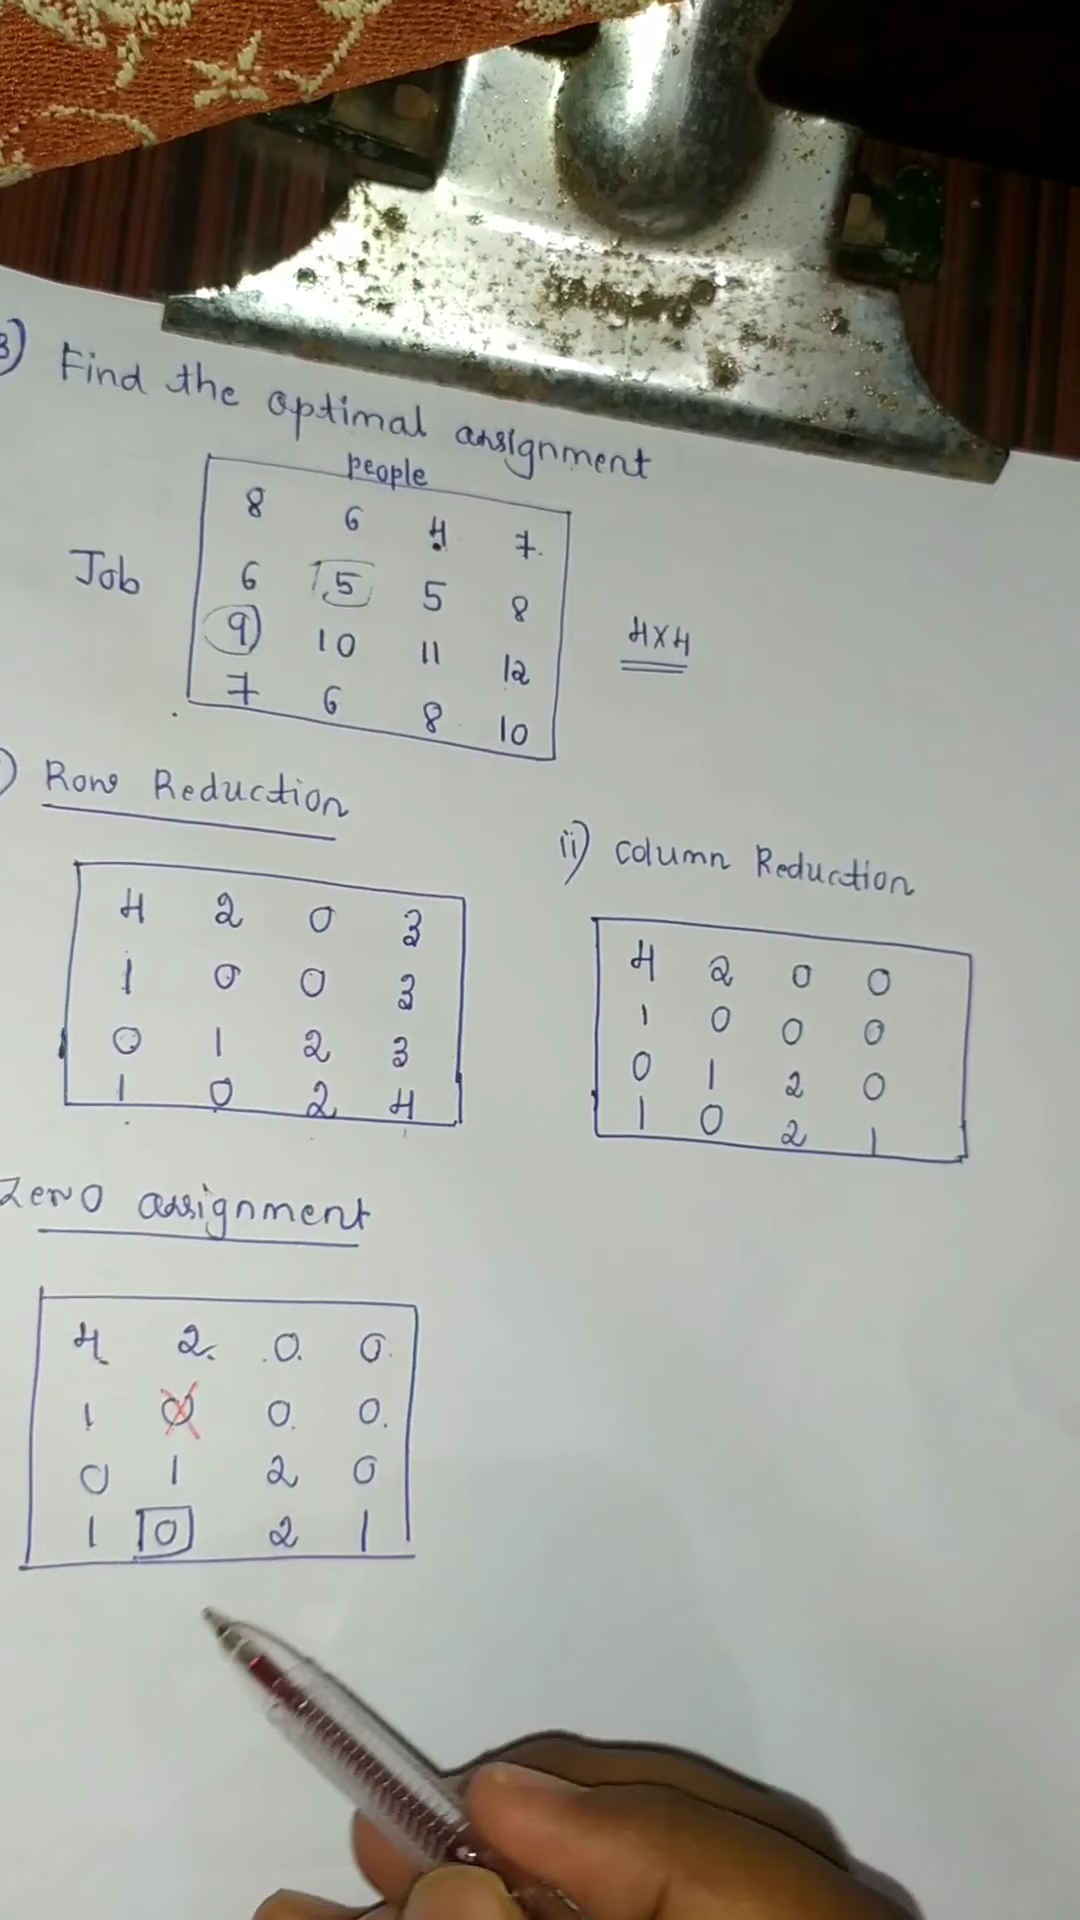 3) Find the optimal assignment
people
8 6 4 7
Job 6 5 5 8
9 10 11 12
4x4
7 6 8 10
) Row Reduction
4 2 0 3
1 0 0 3
0 1 2 3
1 0 2 4
ii) column Reduction
4 2 0 0
1 0 0 0
0 1 2 0
1 0 2 1
Zero assignment
4 2 0 0
1 0 0 0
0 1 2 0
1 0 2 1